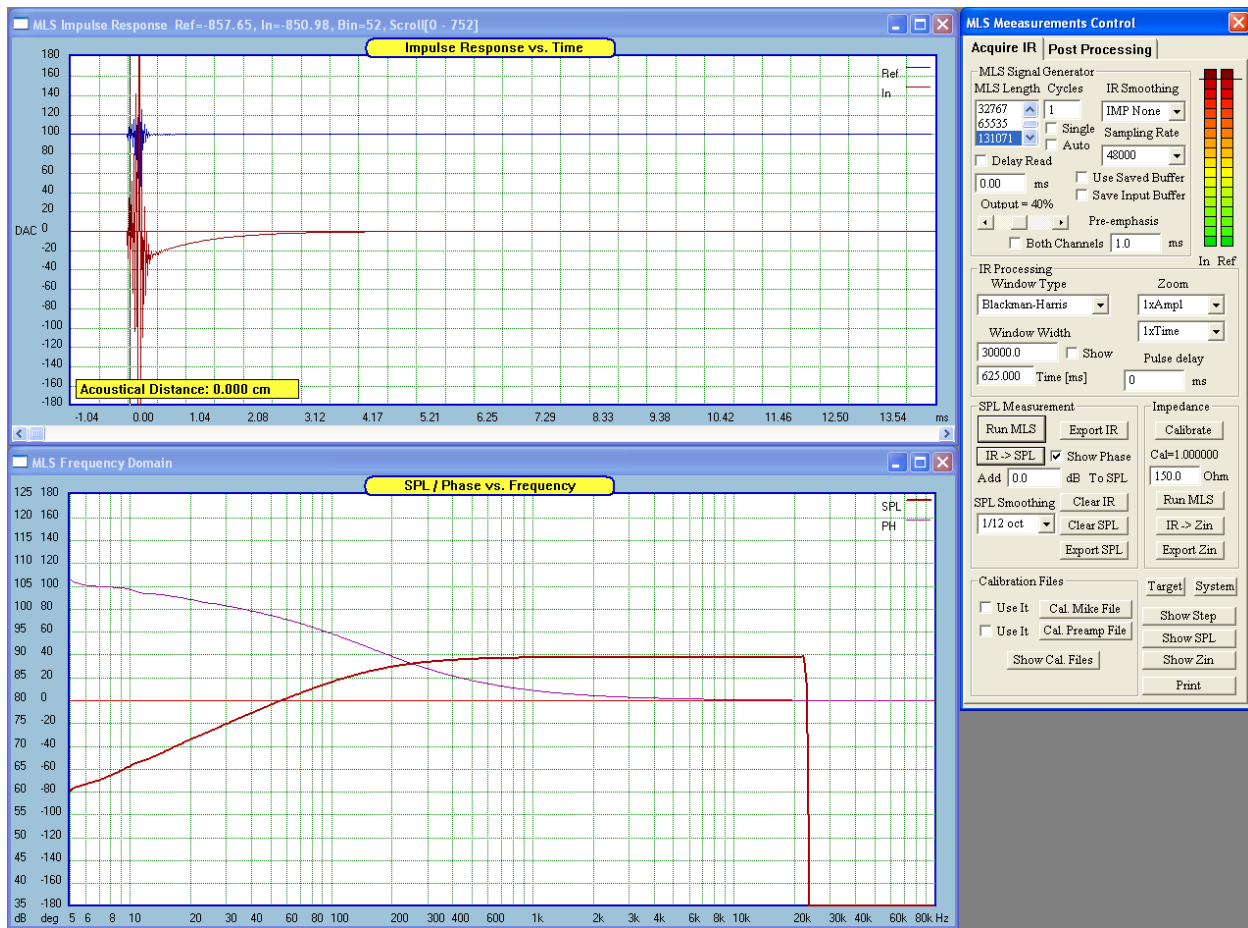 MLS Impulse Response Ref=-857.65, In=-850.98, Bin=52, Scroll[0 - 752]
Impulse Response vs. Time
180
160
140
120
100
80
60
40
20
DAC 0
-20
-40
-60
-80
-100
-120
-140
-160
-180
Ref
In
Acoustical Distance: 0.000 cm
-1.04 0.00 1.04 2.08 3.12 4.17 5.21 6.25 7.29 8.33 9.38 10.42 11.46 12.50 13.54 ms
MLS Frequency Domain
SPL / Phase vs. Frequency
125 180
120 160
115 140
110 120
105 100
100 80
95 60
90 40
85 20
80 0
75 -20
70 -40
65 -60
60 -80
55 -100
50 -120
45 -140
40 -160
35 -180
SPL
PH
dB deg 5 6 8 10 20 30 40 60 80 100 200 300 400 600 1k 2k 3k 4k 6k 8k 10k 20k 30k 40k 60k 80k Hz
MLS Meeasurements Control
Acquire IR Post Processing
MLS Signal Generator
MLS Length Cycles IR Smoothing
32767 1 IMP None
65535 Single Sampling Rate
131071 Auto 48000
Delay Read
0.00 ms Use Saved Buffer
Save Input Buffer
Output = 40%
Pre-emphasis
Both Channels 1.0 ms
In Ref
IR Processing
Window Type Zoom
Blackman-Harris 1xAmpl
Window Width 1xTime
30000.0 Show Pulse delay
625.000 Time [ms] 0 ms
SPL Measurement
Run MLS Export IR
IR -> SPL Show Phase
Add 0.0 dB To SPL
SPL Smoothing Clear IR
1/12 oct Clear SPL
Export SPL
Impedance
Calibrate
Cal=1.000000
150.0 Ohm
Run MLS
IR -> Zin
Export Zin
Calibration Files
Use It Cal. Mike File
Use It Cal. Preamp File
Show Cal. Files
Target System
Show Step
Show SPL
Show Zin
Print